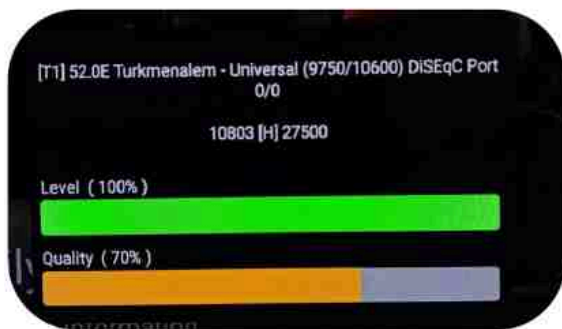 [T1] 52.0E Turkmenalem - Universal (9750/10600) DiSEqC Port
0/0
10803 [H] 27500
Level ( 100% )
Quality ( 70% )